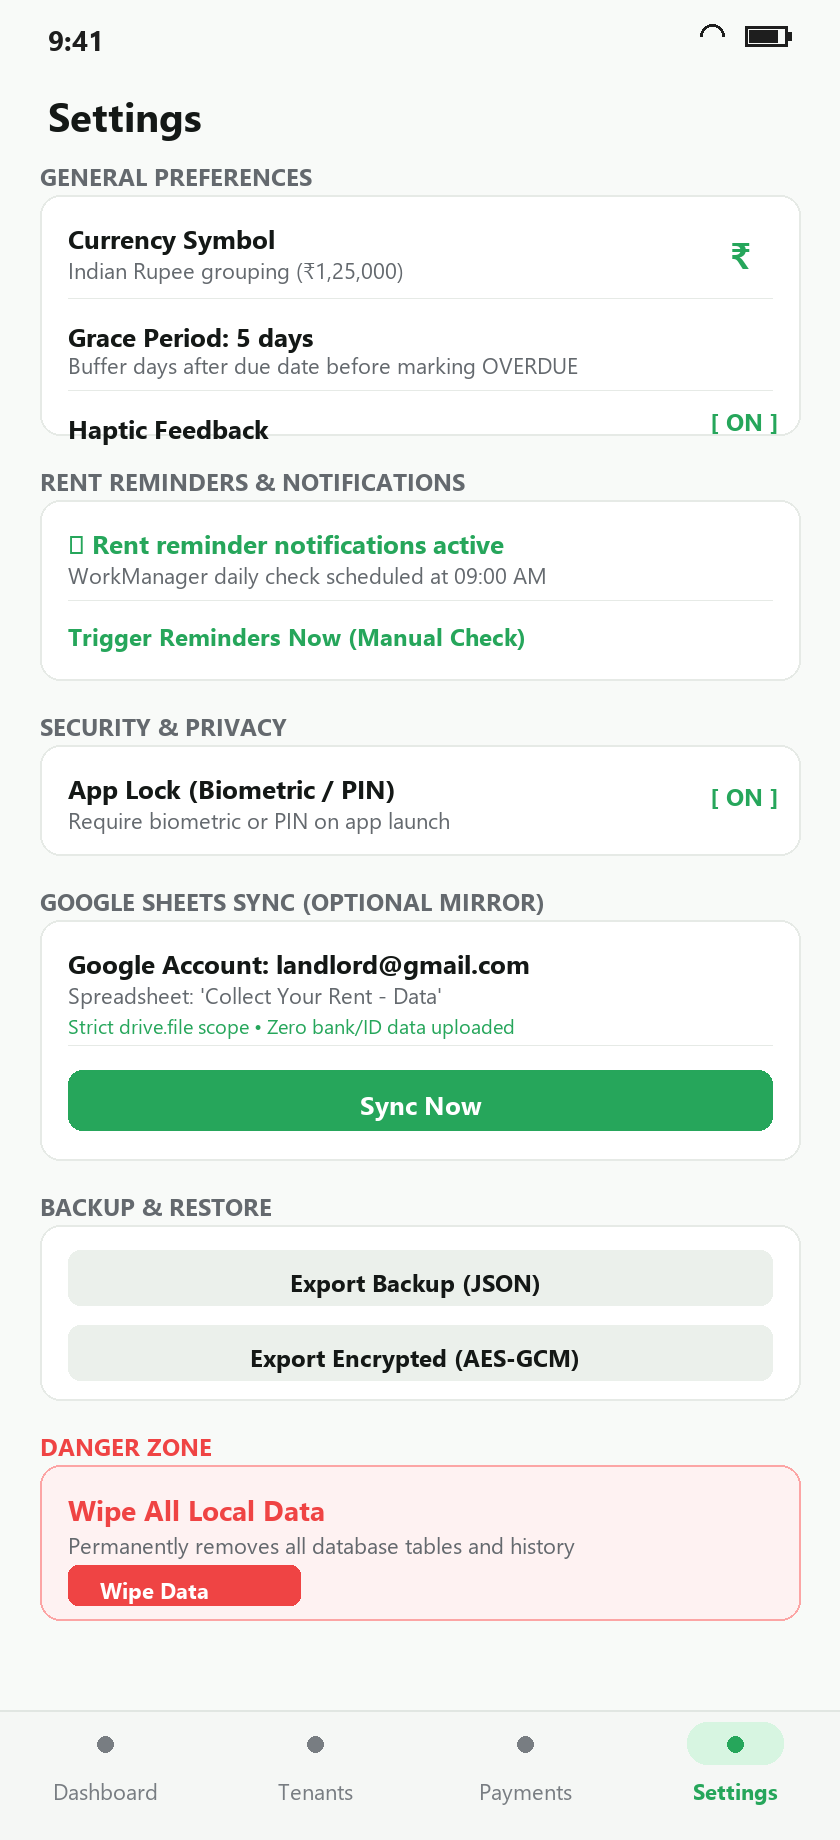 9:41
Settings
GENERAL PREFERENCES
Currency Symbol
Indian Rupee grouping (₹1,25,000)
₹
Grace Period: 5 days
Buffer days after due date before marking OVERDUE
Haptic Feedback
[ ON ]
RENT REMINDERS & NOTIFICATIONS
Rent reminder notifications active
WorkManager daily check scheduled at 09:00 AM
Trigger Reminders Now (Manual Check)
SECURITY & PRIVACY
App Lock (Biometric / PIN)
Require biometric or PIN on app launch
[ ON ]
GOOGLE SHEETS SYNC (OPTIONAL MIRROR)
Google Account: landlord@gmail.com
Spreadsheet: 'Collect Your Rent - Data'
Strict drive.file scope • Zero bank/ID data uploaded
Sync Now
BACKUP & RESTORE
Export Backup (JSON)
Export Encrypted (AES-GCM)
DANGER ZONE
Wipe All Local Data
Permanently removes all database tables and history
Wipe Data
Dashboard
Tenants
Payments
Settings